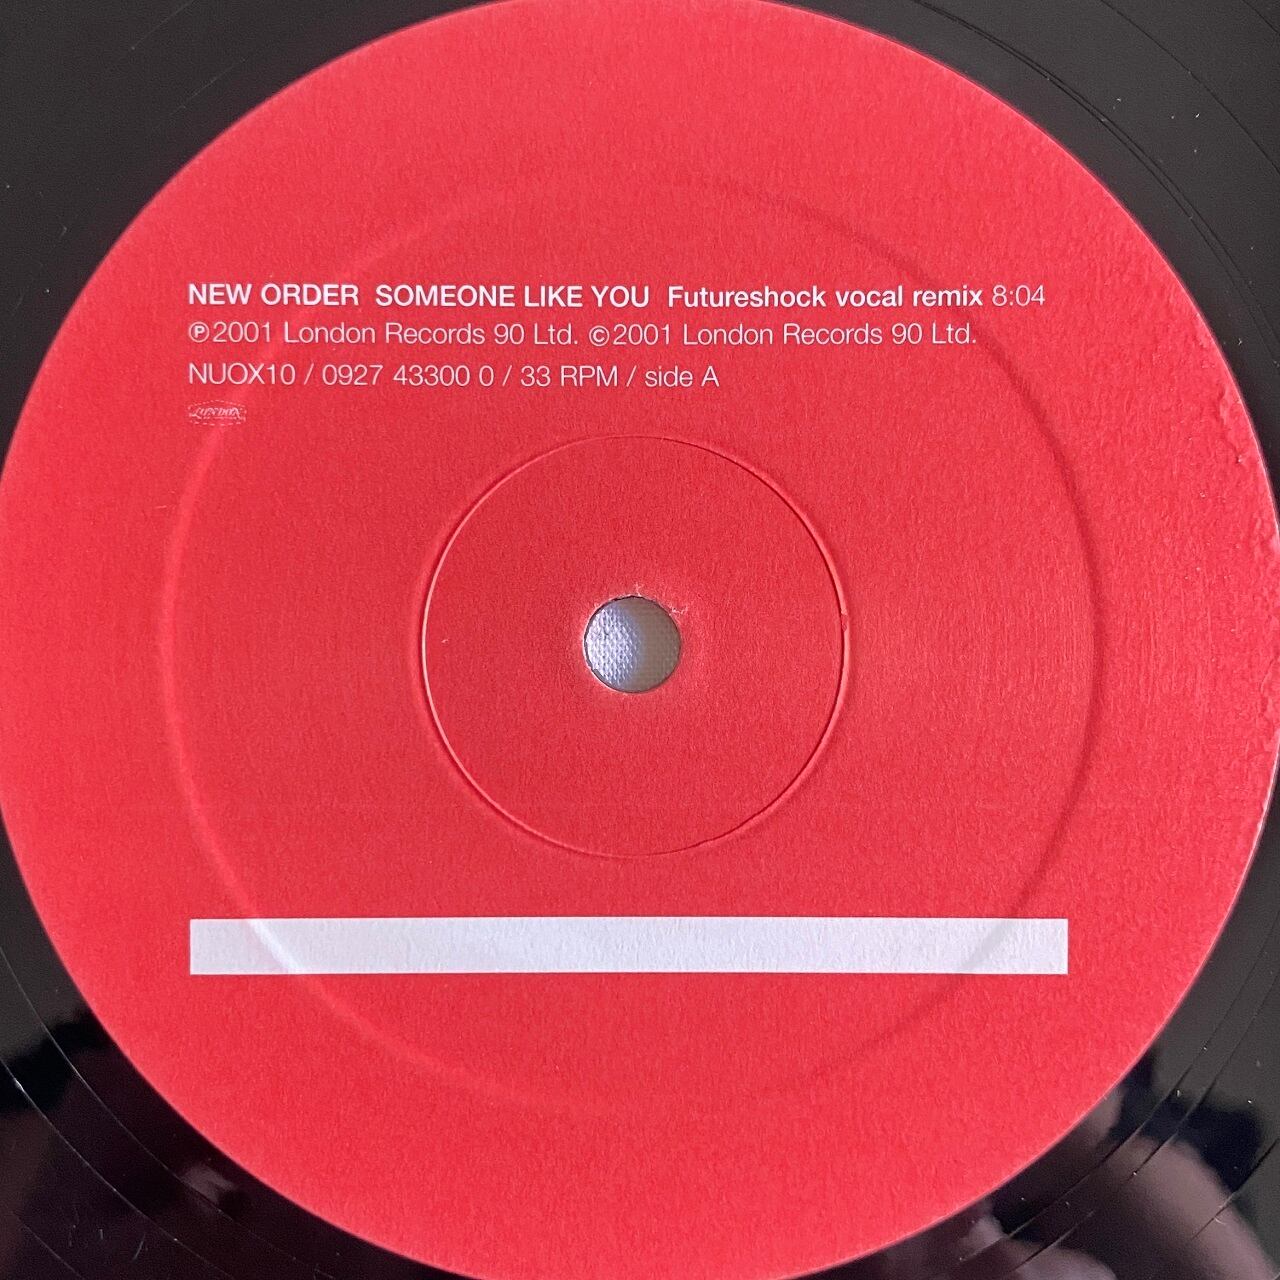 NEW ORDER SOMEONE LIKE YOU Futureshock vocal remix 8:04
℗2001 London Records 90 Ltd. ©2001 London Records 90 Ltd.
NUOX10 / 0927 43300 0 / 33 RPM / side A
LONDON